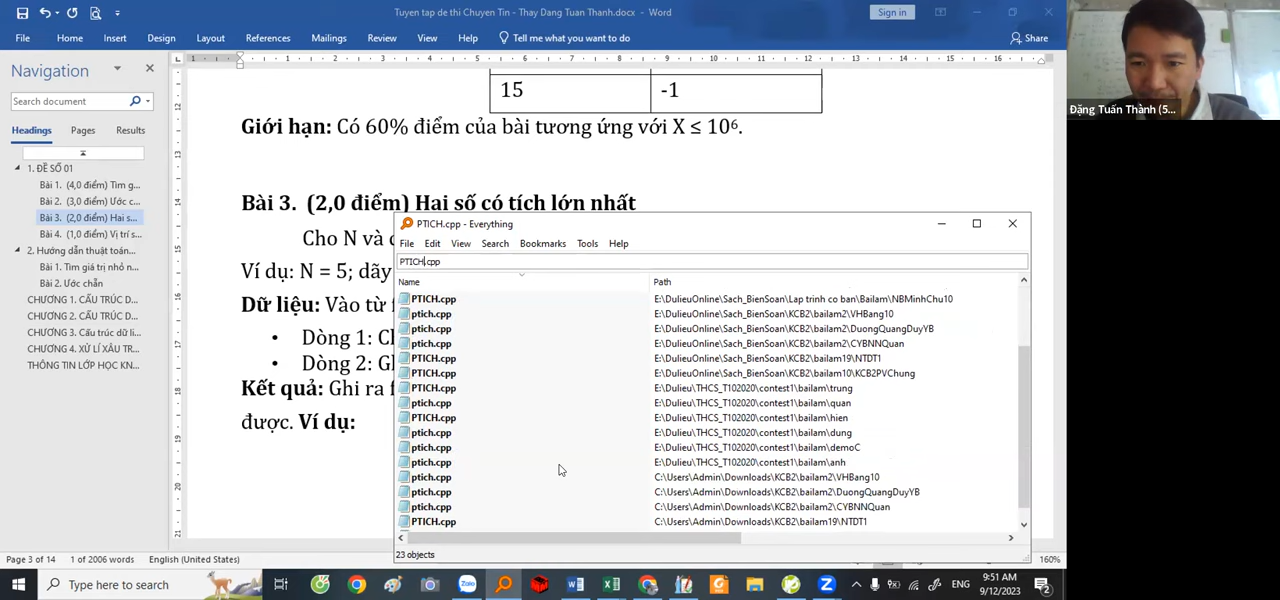 Tuyen tap de thi Chuyen Tin - Thay Dang Tuan Thanh.docx - Word
Sign in
File Home Insert Design Layout References Mailings Review View Help Tell me what you want to do
Share
Navigation
Search document
Headings Pages Results
1. ĐỀ SỐ 01
Bài 1. (4,0 điểm) Tìm g...
Bài 2. (3,0 điểm) Ước c...
Bài 3. (2,0 điểm) Hai s...
Bài 4. (1,0 điểm) Vị trí s...
2. Hướng dẫn thuật toán...
Bài 1. Tìm giá trị nhỏ n...
Bài 2. Ước chẵn
CHƯƠNG 1. CẤU TRÚC D...
CHƯƠNG 2. CẤU TRÚC ĐI...
CHƯƠNG 3. Cấu trúc dữ li...
CHƯƠNG 4. XỬ LÍ XÂU TR...
THÔNG TIN LỚP HỌC KN...
15 -1
Giới hạn: Có 60% điểm của bài tương ứng với X ≤ 10⁶.
Bài 3. (2,0 điểm) Hai số có tích lớn nhất
Cho N và
Ví dụ: N = 5; dãy
Dữ liệu: Vào từ
• Dòng 1:
• Dòng 2:
Kết quả: Ghi ra
được. Ví dụ:
PTICH.cpp - Everything
File Edit View Search Bookmarks Tools Help
PTICH.cpp
Name Path
PTICH.cpp E:\DulieuOnline\Sach_BienSoan\Lap trinh co ban\Bailam\NBMinhChu10
ptich.cpp E:\DulieuOnline\Sach_BienSoan\KCB2\bailam2\VHBang10
ptich.cpp E:\DulieuOnline\Sach_BienSoan\KCB2\bailam2\DuongQuangDuyYB
ptich.cpp E:\DulieuOnline\Sach_BienSoan\KCB2\bailam2\CYBNNQuan
PTICH.cpp E:\DulieuOnline\Sach_BienSoan\KCB2\bailam19\NTDT1
PTICH.cpp E:\DulieuOnline\Sach_BienSoan\KCB2\bailam10\KCB2PVChung
PTICH.cpp E:\Dulieu\THCS_T102020\contest1\bailam\trung
ptich.cpp E:\Dulieu\THCS_T102020\contest1\bailam\quan
PTICH.cpp E:\Dulieu\THCS_T102020\contest1\bailam\hien
ptich.cpp E:\Dulieu\THCS_T102020\contest1\bailam\dung
ptich.cpp E:\Dulieu\THCS_T102020\contest1\bailam\demoC
ptich.cpp E:\Dulieu\THCS_T102020\contest1\bailam\anh
ptich.cpp C:\Users\Admin\Downloads\KCB2\bailam2\VHBang10
ptich.cpp C:\Users\Admin\Downloads\KCB2\bailam2\DuongQuangDuyYB
ptich.cpp C:\Users\Admin\Downloads\KCB2\bailam2\CYBNNQuan
PTICH.cpp C:\Users\Admin\Downloads\KCB2\bailam19\NTDT1
23 objects
Page 3 of 14 1 of 2006 words English (United States)
160%
Type here to search
ENG
9:51 AM
9/12/2023
Đặng Tuấn Thành (5...